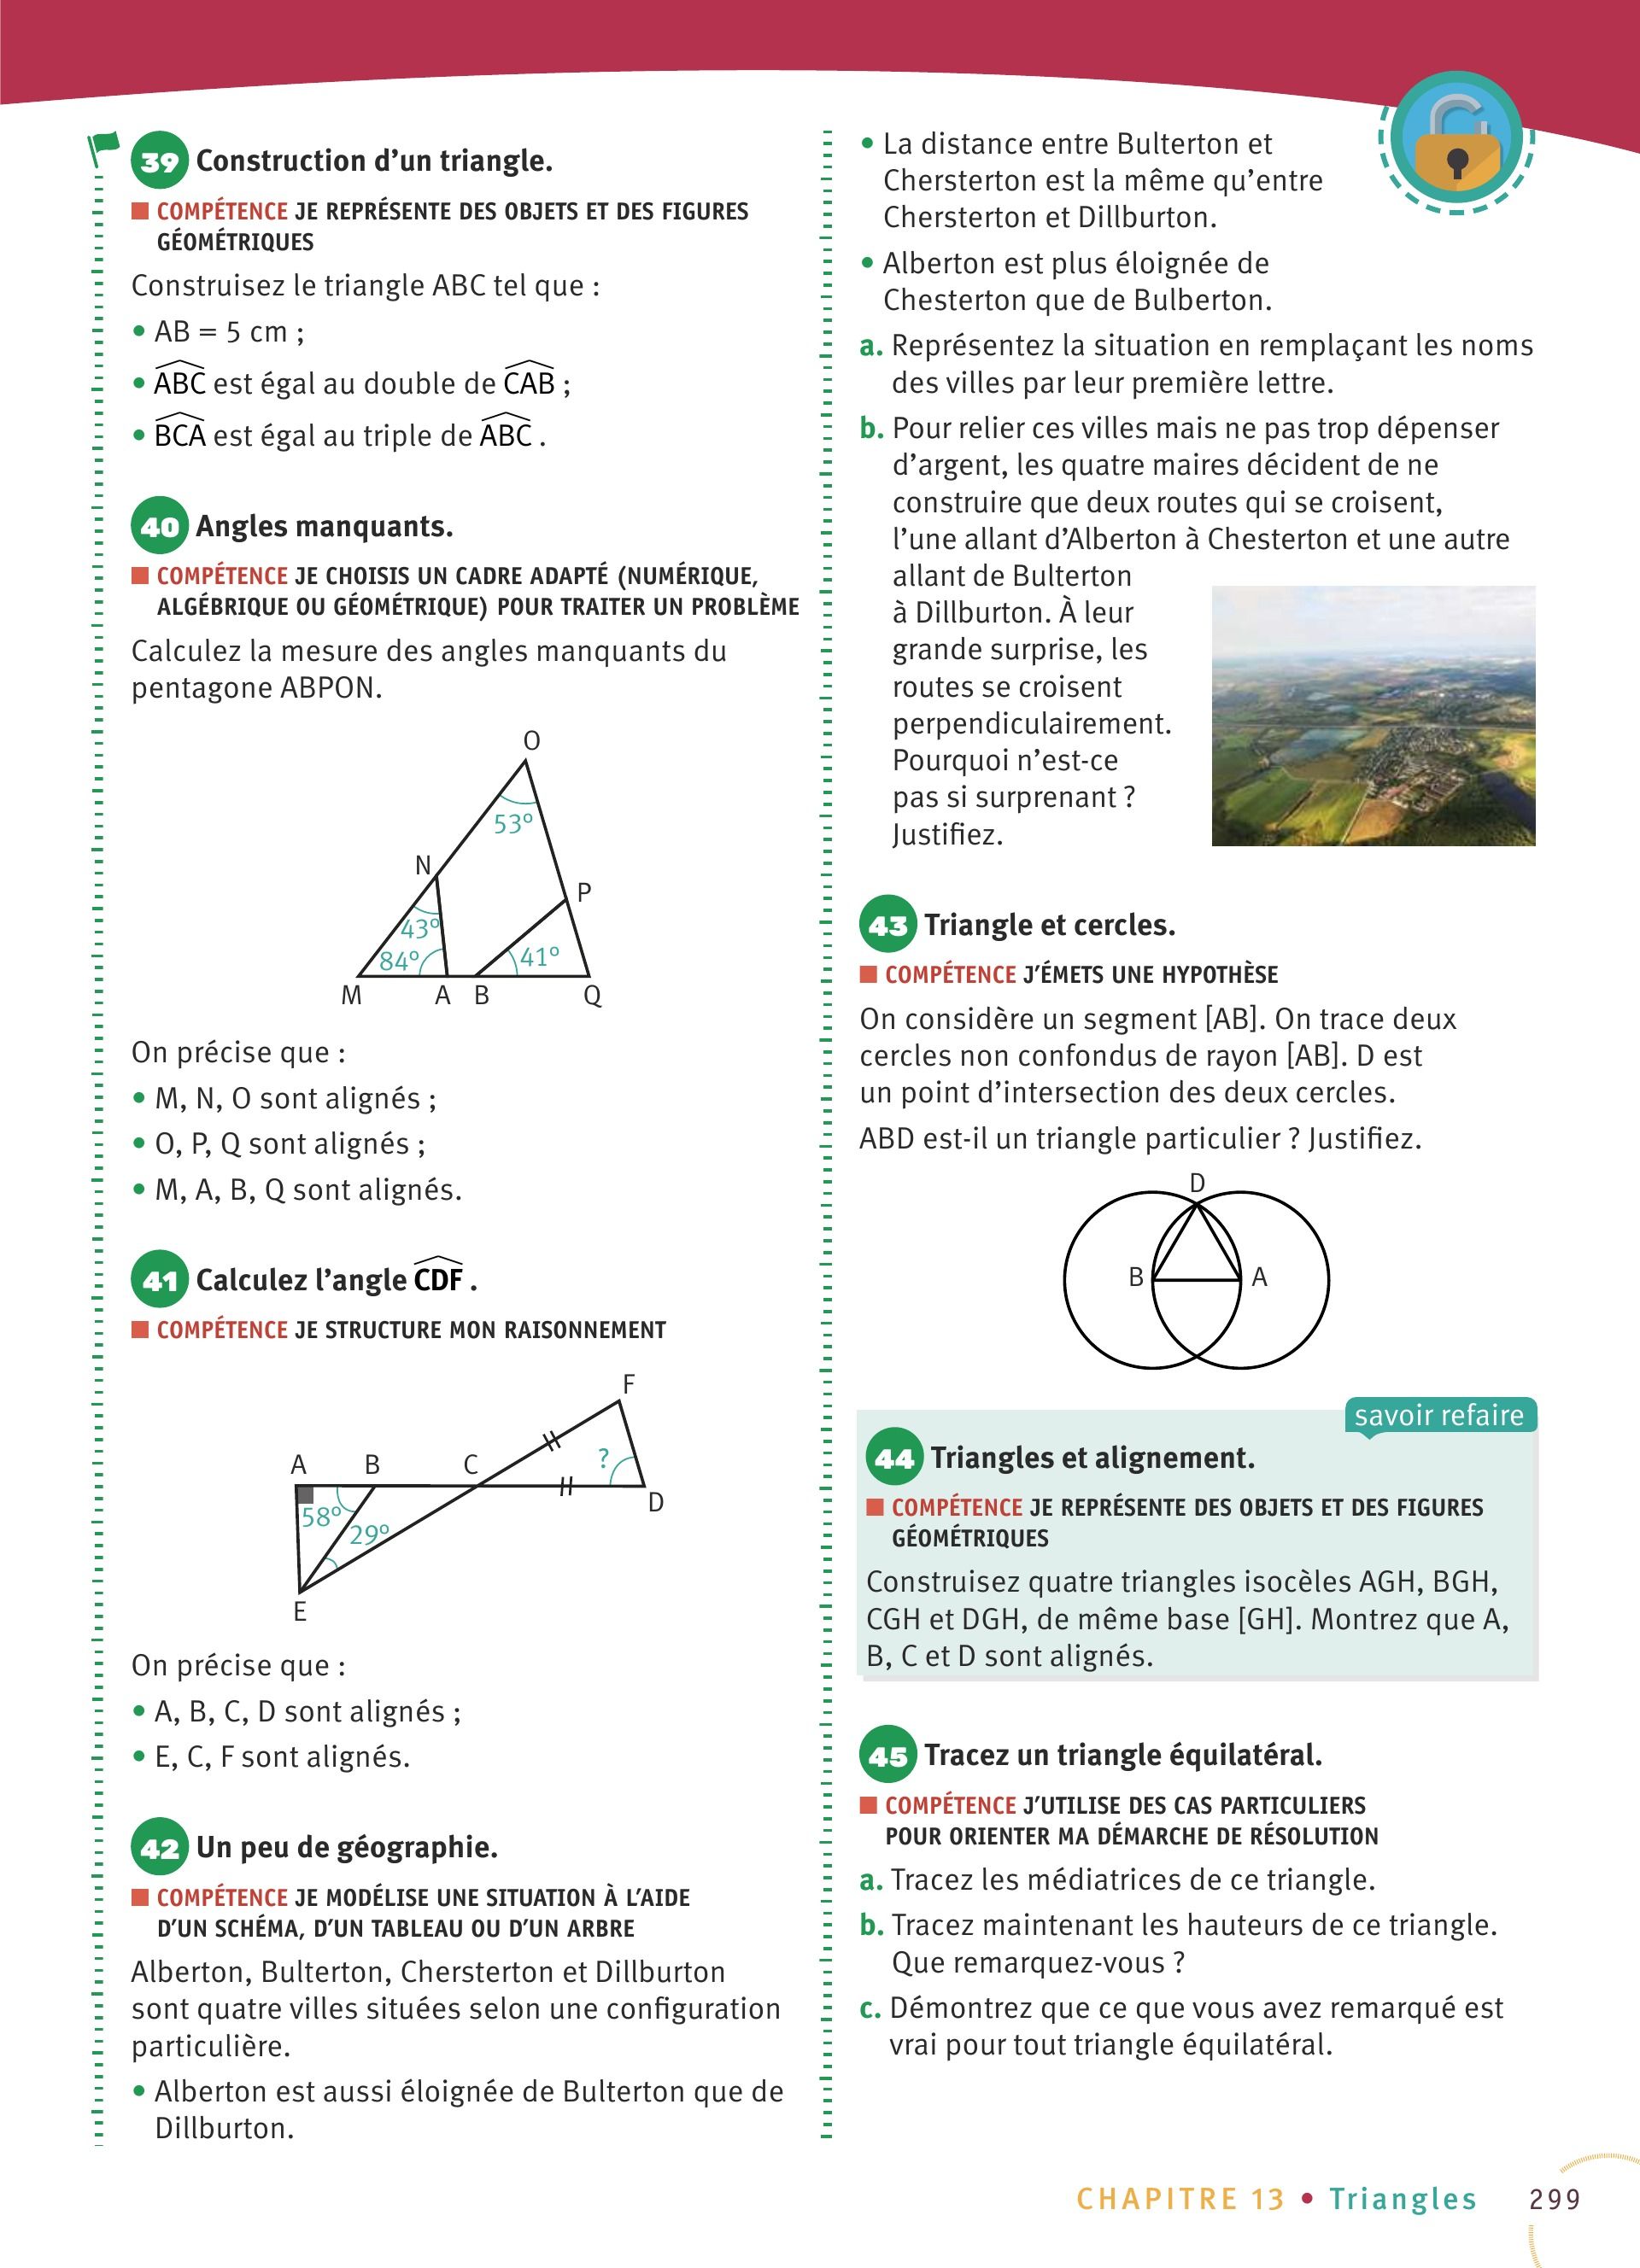 39 Construction d’un triangle.
COMPÉTENCE JE REPRÉSENTE DES OBJETS ET DES FIGURES
GÉOMÉTRIQUES
Construisez le triangle ABC tel que :
• AB = 5 cm ;
• ABC est égal au double de CAB ;
• BCA est égal au triple de ABC .
40 Angles manquants.
COMPÉTENCE JE CHOISIS UN CADRE ADAPTÉ (NUMÉRIQUE,
ALGÉBRIQUE OU GÉOMÉTRIQUE) POUR TRAITER UN PROBLÈME
Calculez la mesure des angles manquants du
pentagone ABPON.
O
53º
N
P
43º
84º
41º
M A B Q
On précise que :
• M, N, O sont alignés ;
• O, P, Q sont alignés ;
• M, A, B, Q sont alignés.
41 Calculez l’angle CDF .
COMPÉTENCE JE STRUCTURE MON RAISONNEMENT
F
A B C
?
D
58º
29º
E
On précise que :
• A, B, C, D sont alignés ;
• E, C, F sont alignés.
42 Un peu de géographie.
COMPÉTENCE JE MODÉLISE UNE SITUATION À L’AIDE
D’UN SCHÉMA, D’UN TABLEAU OU D’UN ARBRE
Alberton, Bulterton, Chersterton et Dillburton
sont quatre villes situées selon une configuration
particulière.
• Alberton est aussi éloignée de Bulterton que de
Dillburton.
• La distance entre Bulterton et
Chersterton est la même qu’entre
Chersterton et Dillburton.
• Alberton est plus éloignée de
Chesterton que de Bulberton.
a. Représentez la situation en remplaçant les noms
des villes par leur première lettre.
b. Pour relier ces villes mais ne pas trop dépenser
d’argent, les quatre maires décident de ne
construire que deux routes qui se croisent,
l’une allant d’Alberton à Chesterton et une autre
allant de Bulterton
à Dillburton. À leur
grande surprise, les
routes se croisent
perpendiculairement.
Pourquoi n’est-ce
pas si surprenant ?
Justifiez.
43 Triangle et cercles.
COMPÉTENCE J’ÉMETS UNE HYPOTHÈSE
On considère un segment [AB]. On trace deux
cercles non confondus de rayon [AB]. D est
un point d’intersection des deux cercles.
ABD est-il un triangle particulier ? Justifiez.
D
B A
savoir refaire
44 Triangles et alignement.
COMPÉTENCE JE REPRÉSENTE DES OBJETS ET DES FIGURES
GÉOMÉTRIQUES
Construisez quatre triangles isocèles AGH, BGH,
CGH et DGH, de même base [GH]. Montrez que A,
B, C et D sont alignés.
45 Tracez un triangle équilatéral.
COMPÉTENCE J’UTILISE DES CAS PARTICULIERS
POUR ORIENTER MA DÉMARCHE DE RÉSOLUTION
a. Tracez les médiatrices de ce triangle.
b. Tracez maintenant les hauteurs de ce triangle.
Que remarquez-vous ?
c. Démontrez que ce que vous avez remarqué est
vrai pour tout triangle équilatéral.
CHAPITRE 13 • Triangles 299